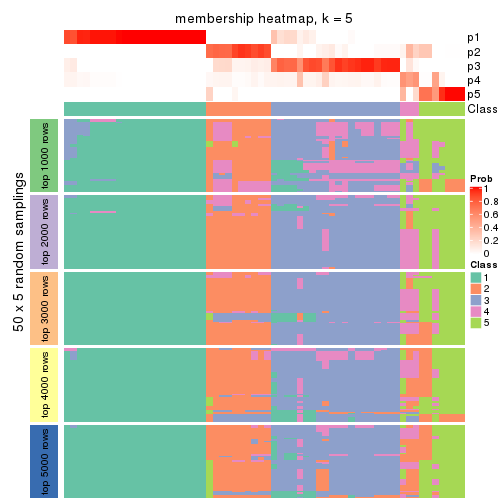 membership heatmap, k = 5
p1
p2
p3
p4
p5
Class
50 x 5 random samplings
top 1000 rows
top 2000 rows
top 3000 rows
top 4000 rows
top 5000 rows
Prob
1
0.8
0.6
0.4
0.2
0
Class
1
2
3
4
5